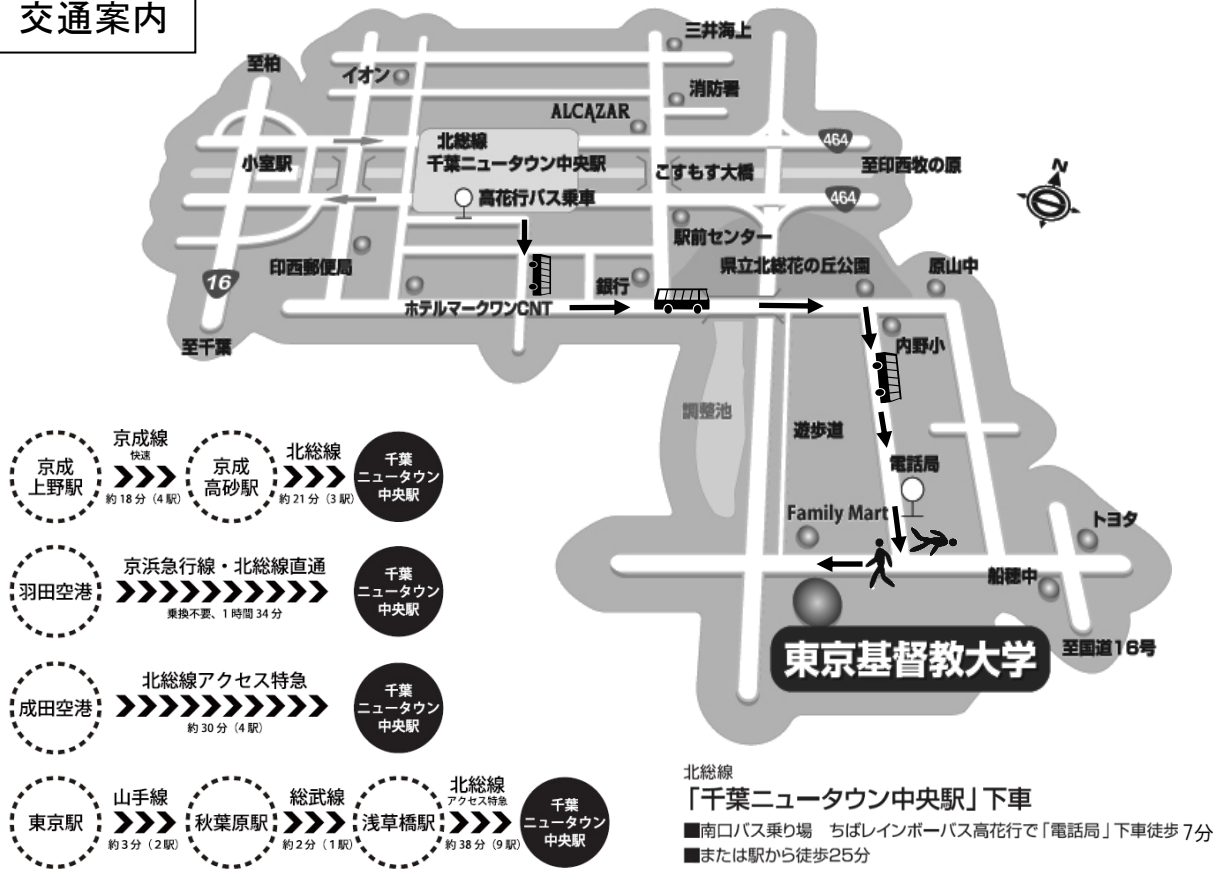 交通案内
至柏
イオン
三井海上
消防署
ALCAZAR
北総線
千葉ニュータウン中央駅
高花行バス乗車
小室駅
464
こすもす大橋
至印西牧の原
464
N
16
印西郵便局
駅前センター
県立北総花の丘公園
原山中
銀行
ホテルマークワンCNT
至千葉
内野小
調整池
遊歩道
電話局
Family Mart
トヨタ
船穂中
東京基督教大学
至国道16号
京成
上野駅
京成線
快速
約18分(4駅)
京成
高砂駅
北総線
約21分(3駅)
千葉
ニュータウン
中央駅
羽田空港
京浜急行線・北総線直通
乗換不要、1時間34分
千葉
ニュータウン
中央駅
成田空港
北総線アクセス特急
約30分(4駅)
千葉
ニュータウン
中央駅
東京駅
山手線
約3分(2駅)
秋葉原駅
総武線
約2分(1駅)
浅草橋駅
北総線
アクセス特急
約38分(9駅)
千葉
ニュータウン
中央駅
北総線
「千葉ニュータウン中央駅」下車
■南口バス乗り場　ちばレインボーバス高花行で「電話局」下車徒歩 7分
■または駅から徒歩25分